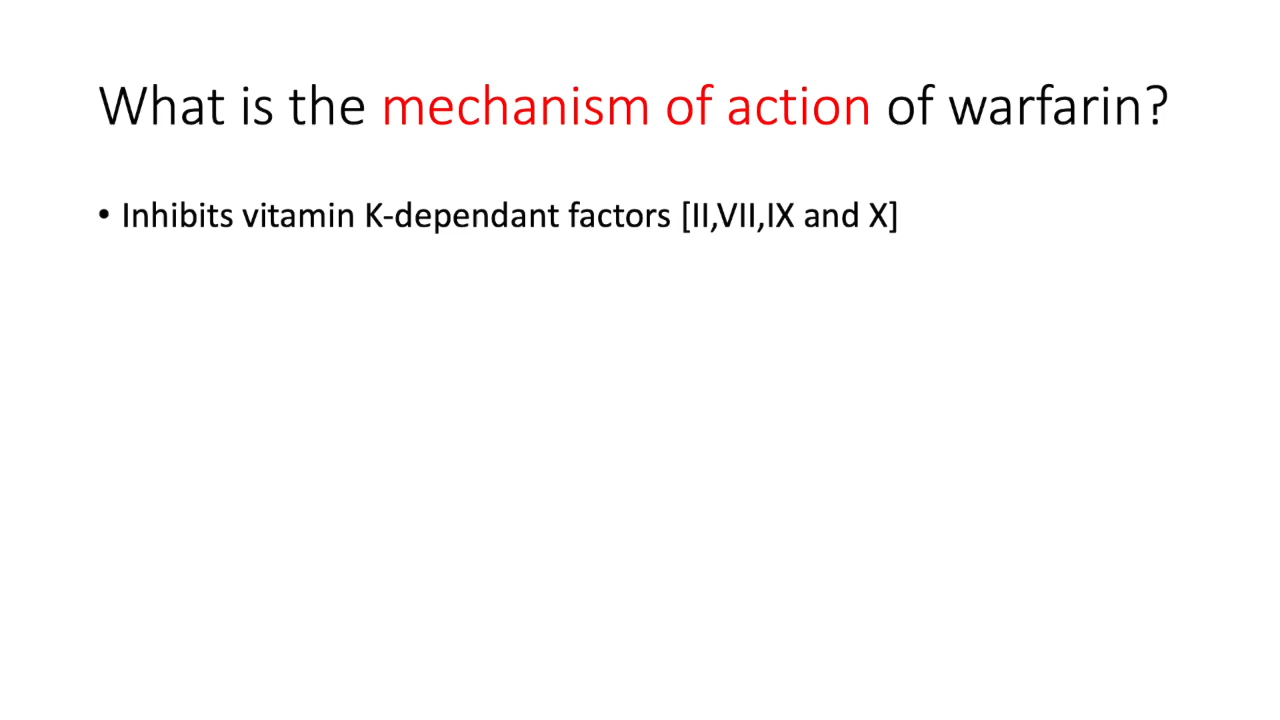 What is the mechanism of action of warfarin?
• Inhibits vitamin K-dependant factors [II,VII,IX and X]